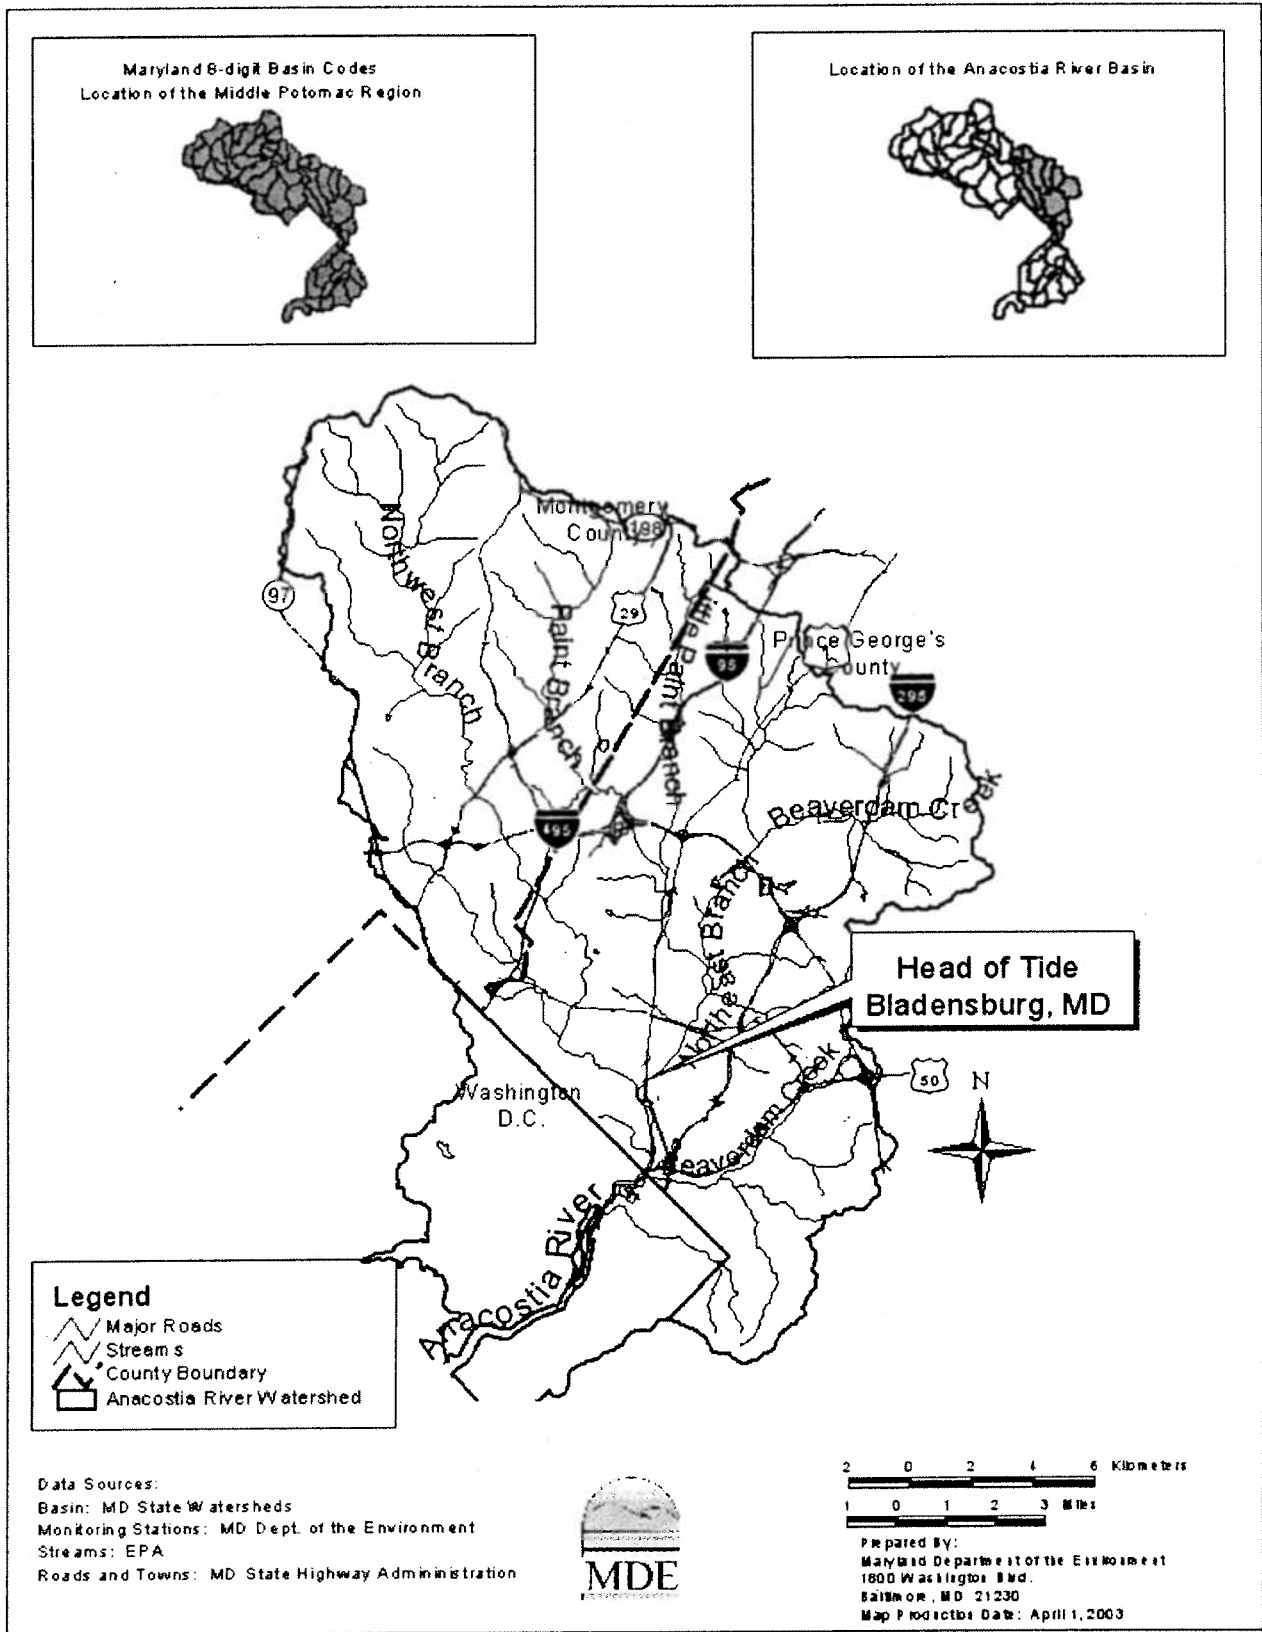 Maryland 8-digit Basin Codes
Location of the Middle Potomac Region
Location of the Anacostia River Basin
Montgomery
County
198
Northwest Branch
97
Paint Branch
29
Little Paint Branch
95
Prince George's
County
1
295
Beaverdam Creek
495
Northeast Branch
Head of Tide
Bladensburg, MD
50
N
Washington
D.C.
Beaverdam Creek
Anacostia River
Legend
Major Roads
Streams
County Boundary
Anacostia River Watershed
Data Sources:
Basin: MD State Watersheds
Monitoring Stations: MD Dept. of the Environment
Streams: EPA
Roads and Towns: MD State Highway Admininistration
MDE
2 0 2 4 6 Kilometers
1 0 1 2 3 Miles
Prepared By:
Maryland Department of the Environment
1800 Washington Blvd.
Baltimore, MD 21230
Map Production Date: April 1, 2003